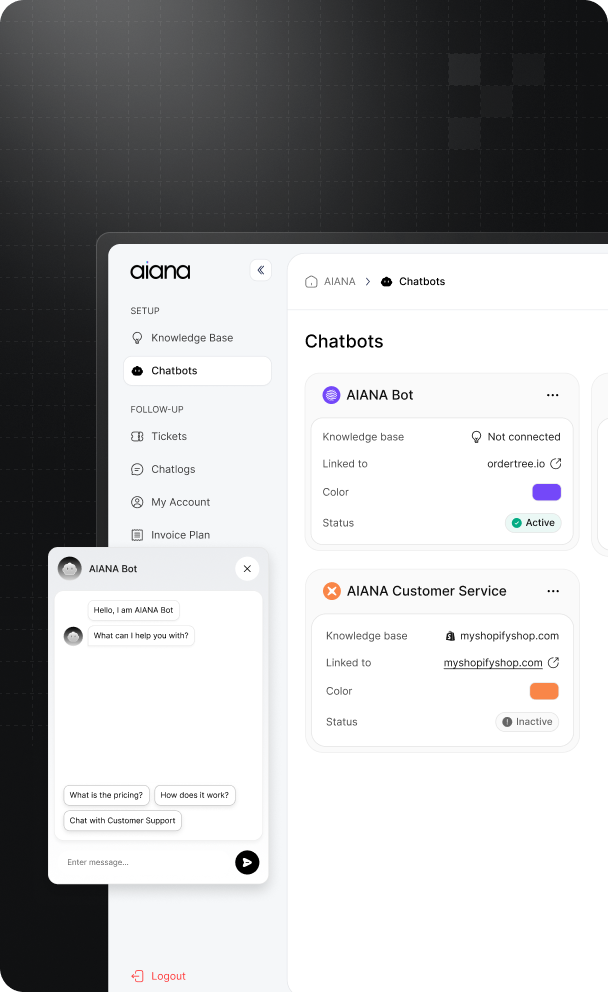 aiana
SETUP
Knowledge Base
Chatbots
FOLLOW-UP
Tickets
Chatlogs
My Account
Invoice Plan
Logout
AIANA
Chatbots
Chatbots
AIANA Bot
Knowledge base
Not connected
Linked to
ordertree.io
Color
Status
Active
AIANA Customer Service
Knowledge base
myshopifyshop.com
Linked to
myshopifyshop.com
Color
Status
Inactive
AIANA Bot
Hello, I am AIANA Bot
What can I help you with?
What is the pricing?
How does it work?
Chat with Customer Support
Enter message...